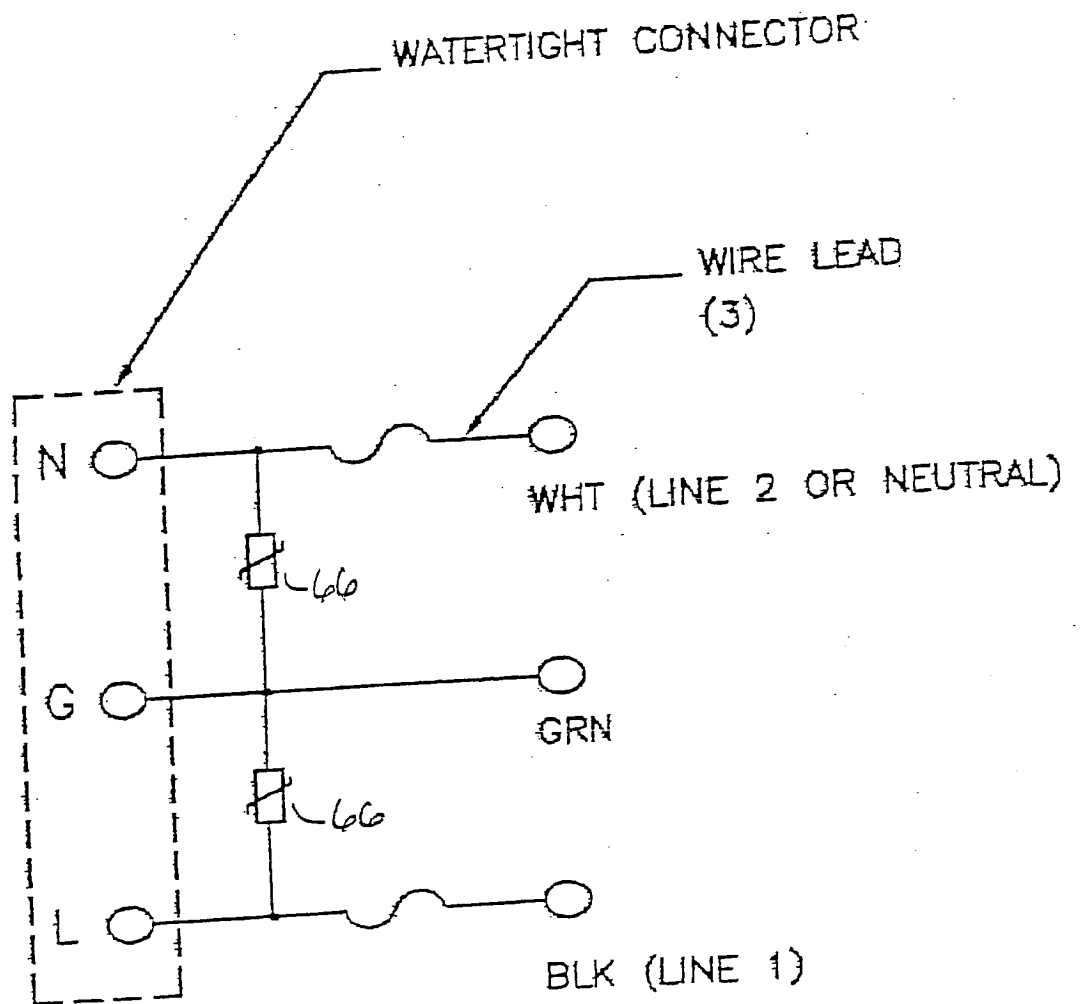 WATERTIGHT CONNECTOR
WIRE LEAD
(3)
N
WHT (LINE 2 OR NEUTRAL)
66
G
GRN
66
L
BLK (LINE 1)